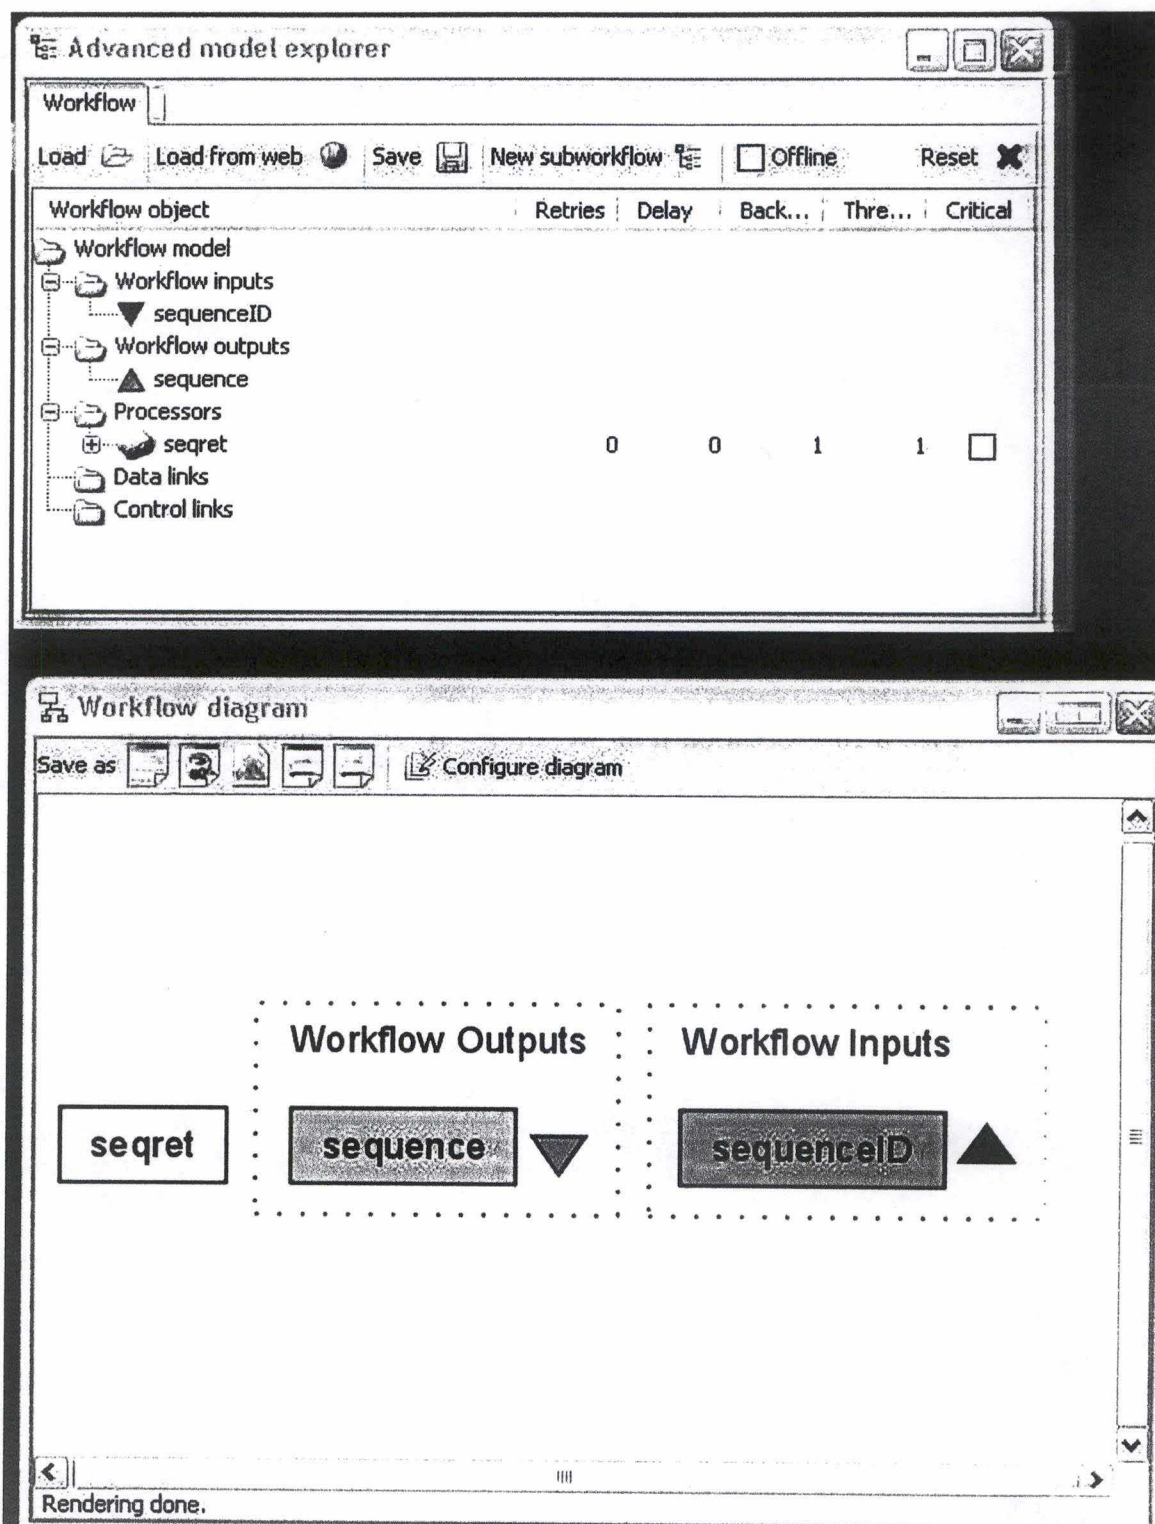 Advanced model explorer
Workflow
Load Load from web Save New subworkflow Offline Reset
Workflow object Retries Delay Back... Thre... Critical
Workflow model
Workflow inputs
sequenceID
Workflow outputs
sequence
Processors
seqret 0 0 1 1
Data links
Control links
Workflow diagram
Save as Configure diagram
Workflow Outputs Workflow Inputs
seqret sequence sequenceID
Rendering done.